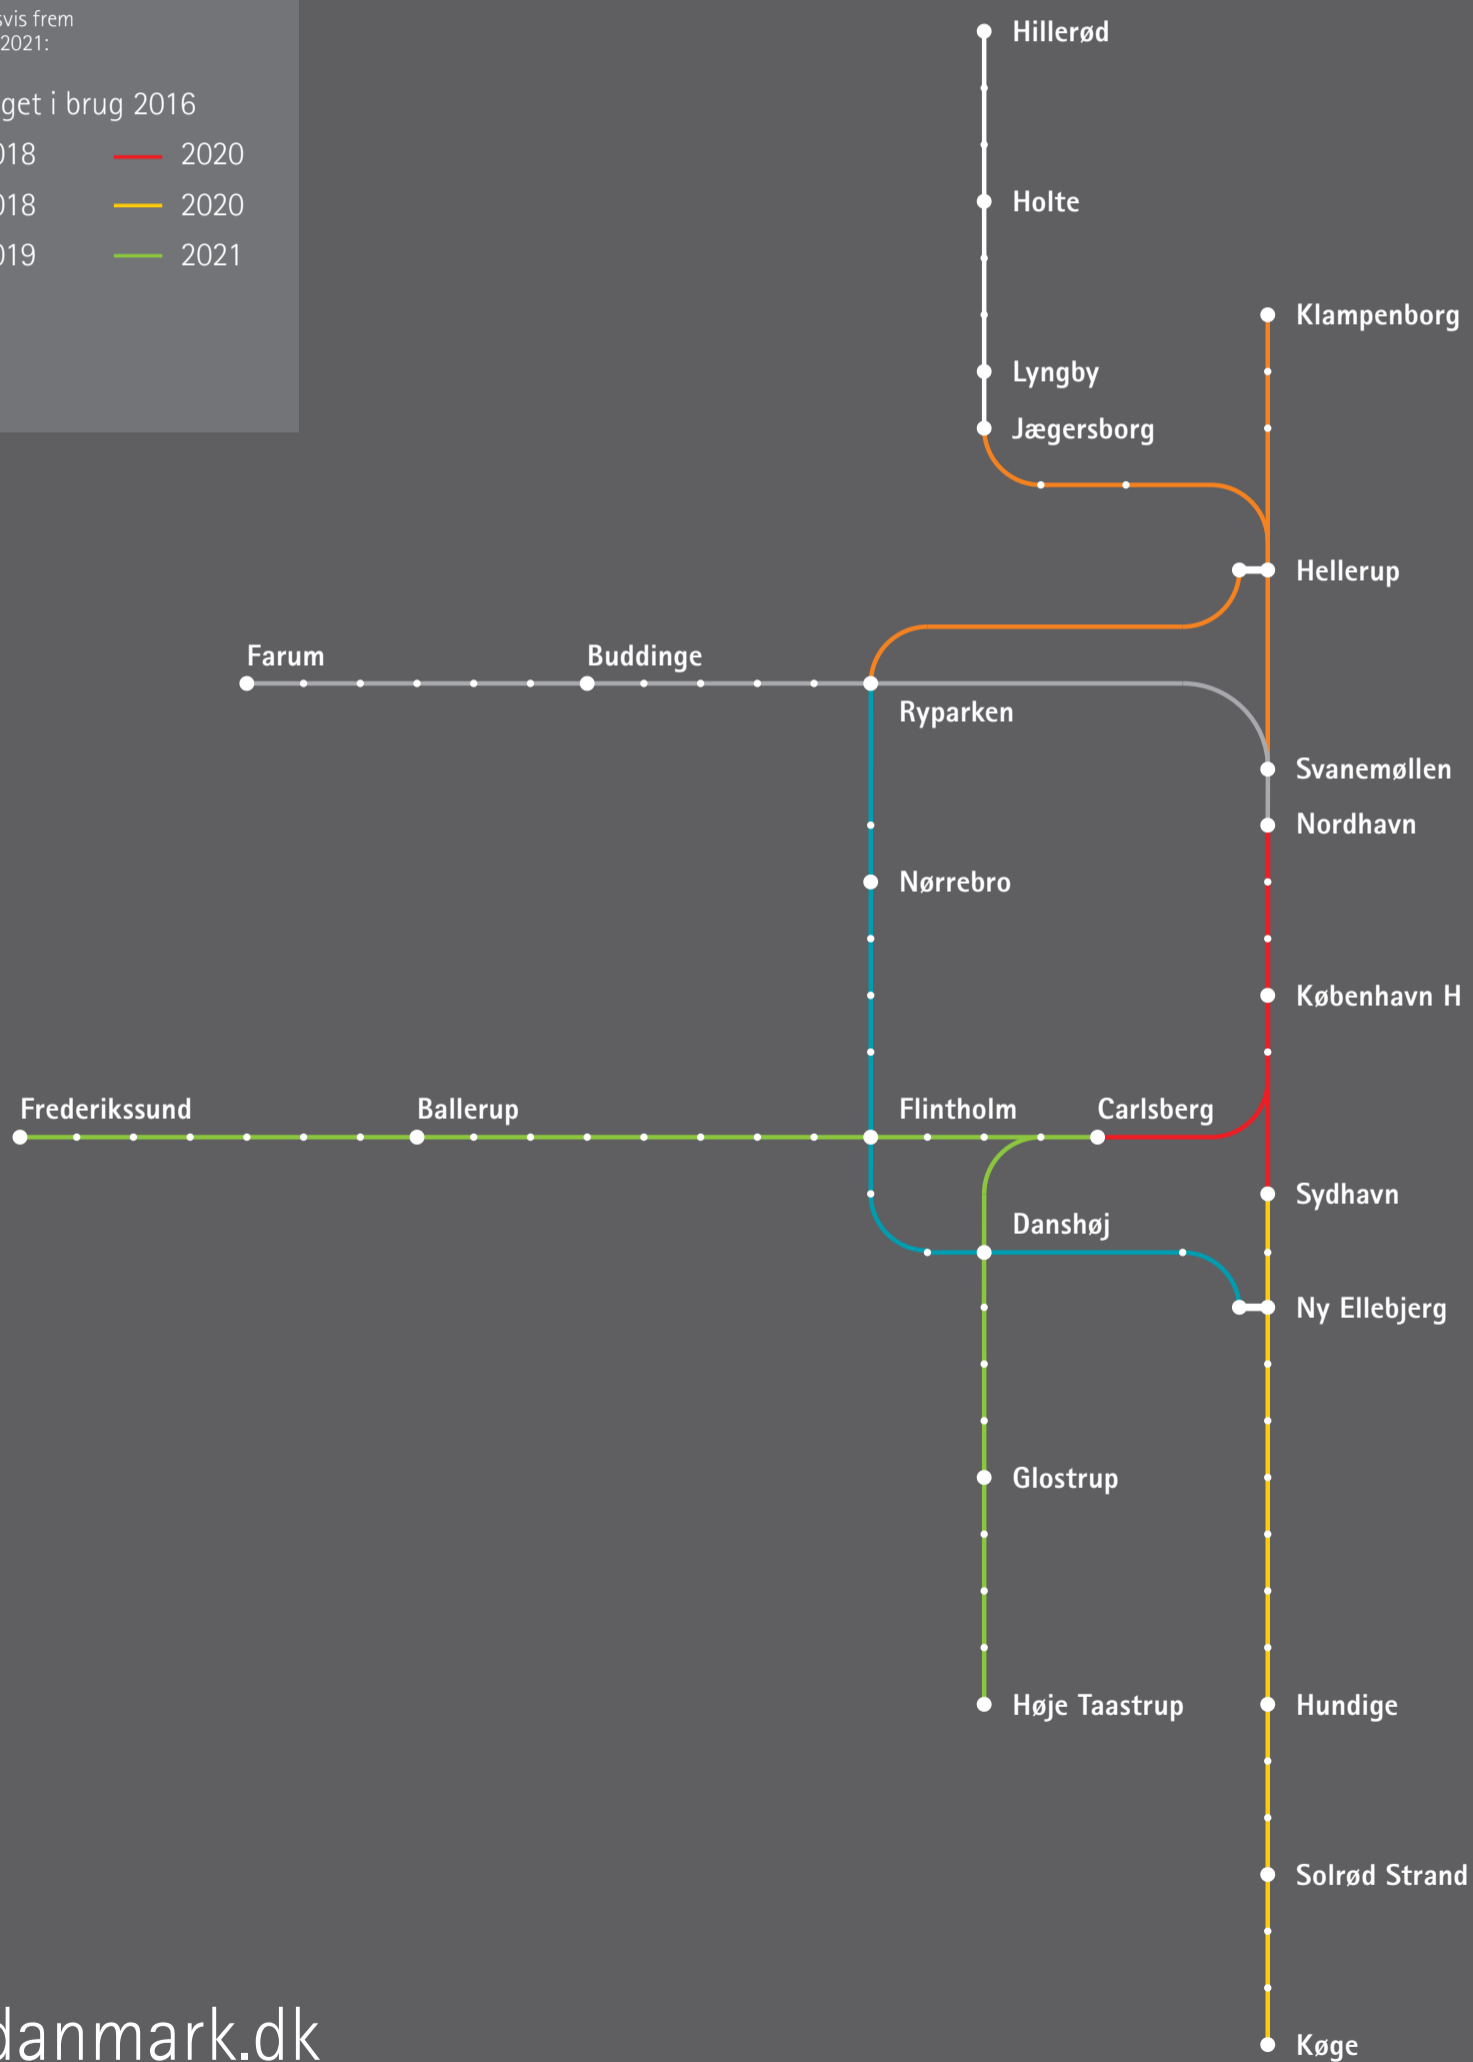 svis frem
2021:
get i brug 2016
018
2020
018
2020
019
2021
Hillerød
Holte
Klampenborg
Lyngby
Jægersborg
Hellerup
Farum
Buddinge
Ryparken
Svanemøllen
Nordhavn
Nørrebro
København H
Frederikssund
Ballerup
Flintholm
Carlsberg
Sydhavn
Danshøj
Ny Ellebjerg
Glostrup
Høje Taastrup
Hundige
Solrød Strand
danmark.dk
Køge